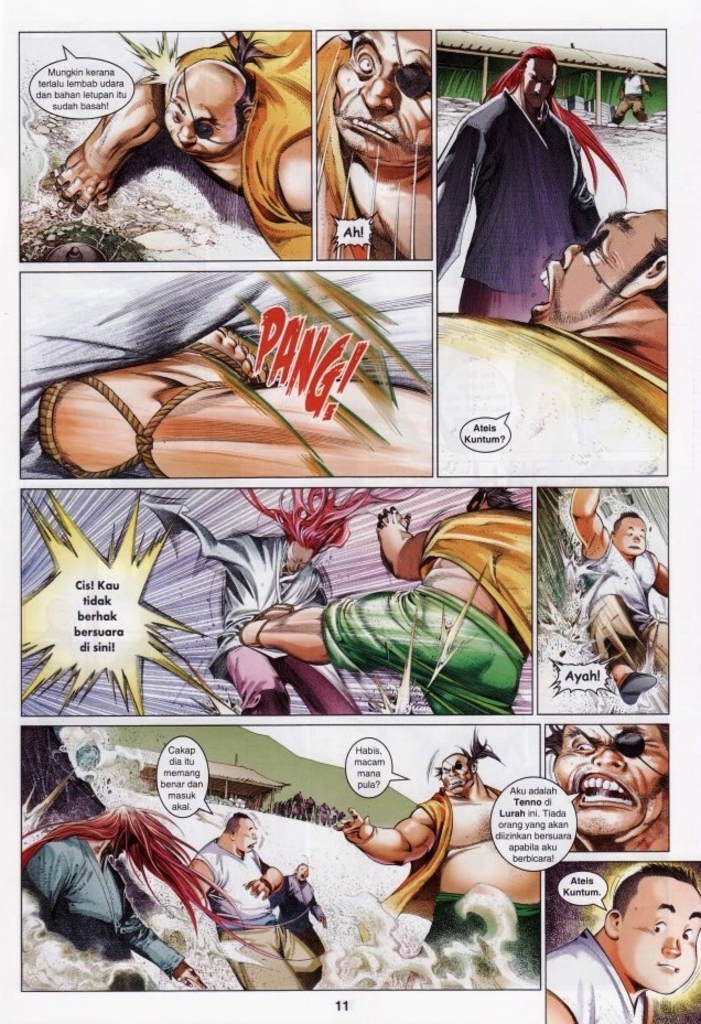 Mungkin kerana
terlalu lembab udara
dan bahan letupan itu
sudah basah!
Ah!
Ateis
Kuntum?
PANG!
Cis! Kau
tidak
berhak
bersuara
di sini!
Ayah!
Cakap
dia itu
memang
benar dan
masuk
akal.
Habis,
macam
mana
pula?
Aku adalah
Tenno di
Lurah ini. Tiada
orang yang akan
diizinkan bersuara
apabila aku
berbicara!
Ateis
Kuntum.
11